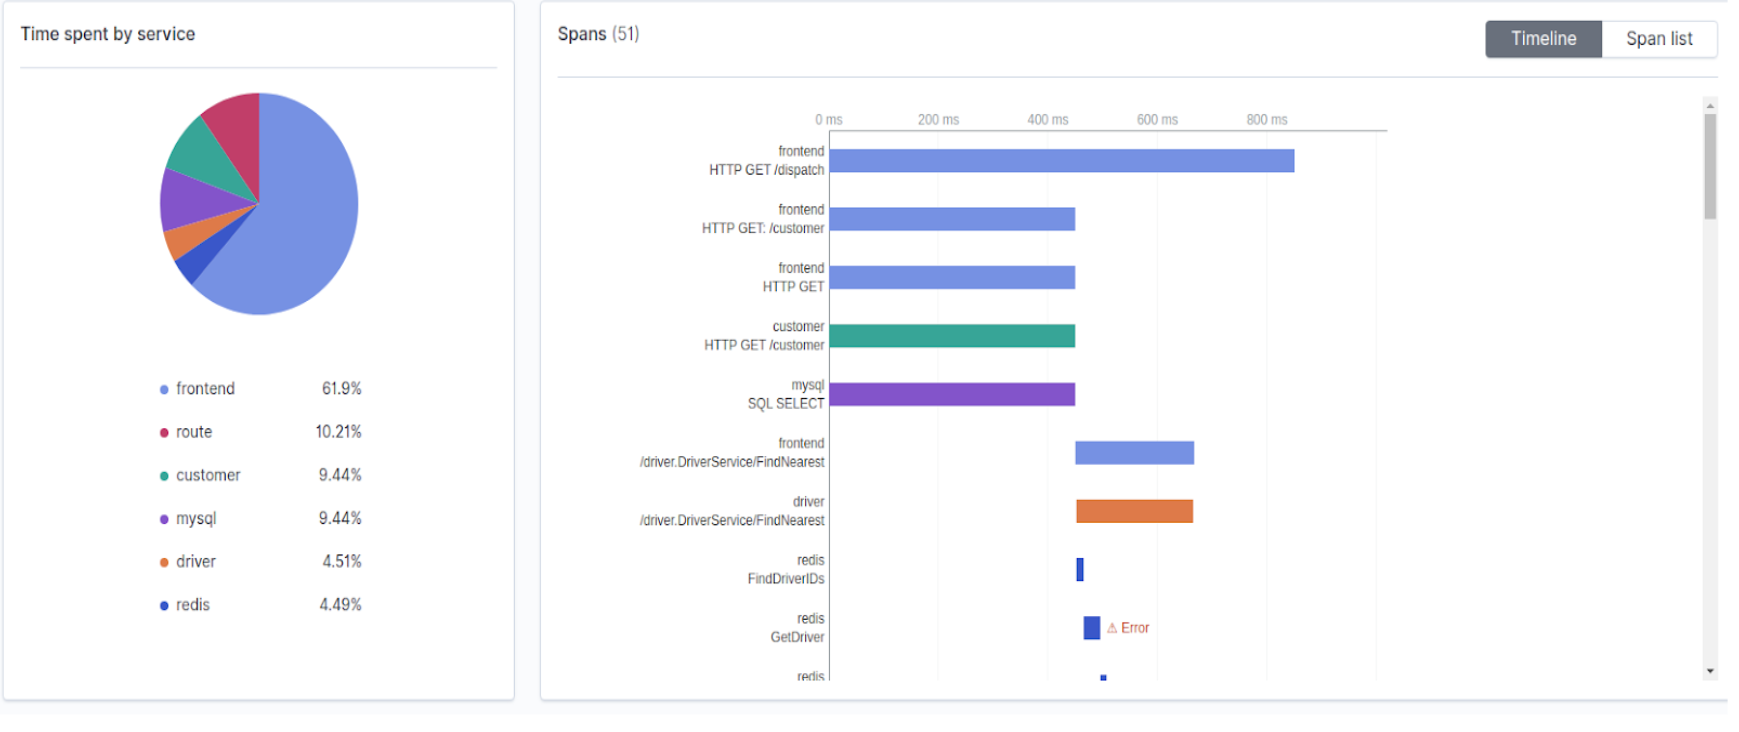 Time spent by service
frontend 61.9%
route 10.21%
customer 9.44%
mysql 9.44%
driver 4.51%
redis 4.49%
Spans (51)
Timeline Span list
0 ms 200 ms 400 ms 600 ms 800 ms
frontend
HTTP GET /dispatch
frontend
HTTP GET: /customer
frontend
HTTP GET
customer
HTTP GET /customer
mysql
SQL SELECT
frontend
/driver.DriverService/FindNearest
driver
/driver.DriverService/FindNearest
redis
FindDriverIDs
redis
GetDriver
⚠ Error
redis